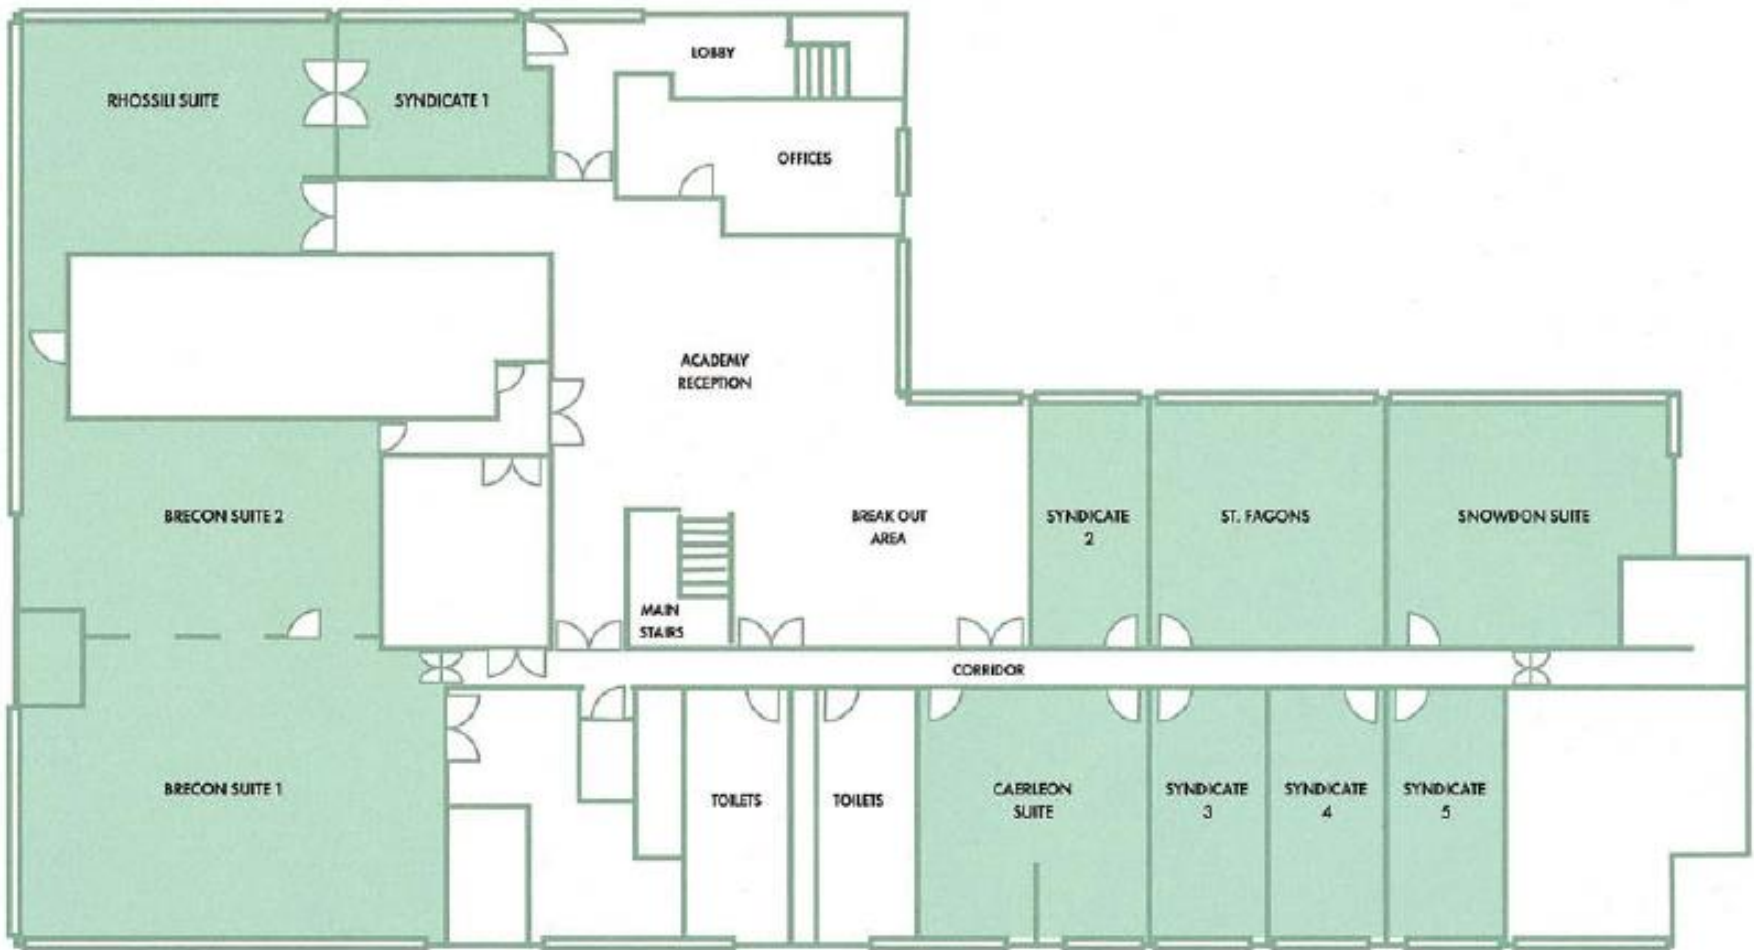 LOBBY
RHOSSILI SUITE
SYNDICATE 1
OFFICES
ACADEMY
RECEPTION
BRECON SUITE 2
BREAK OUT
AREA
SYNDICATE
2
ST. FAGONS
SNOWDON SUITE
MAIN
STAIRS
CORRIDOR
BRECON SUITE 1
TOILETS
TOILETS
CAERLEON
SUITE
SYNDICATE
3
SYNDICATE
4
SYNDICATE
5